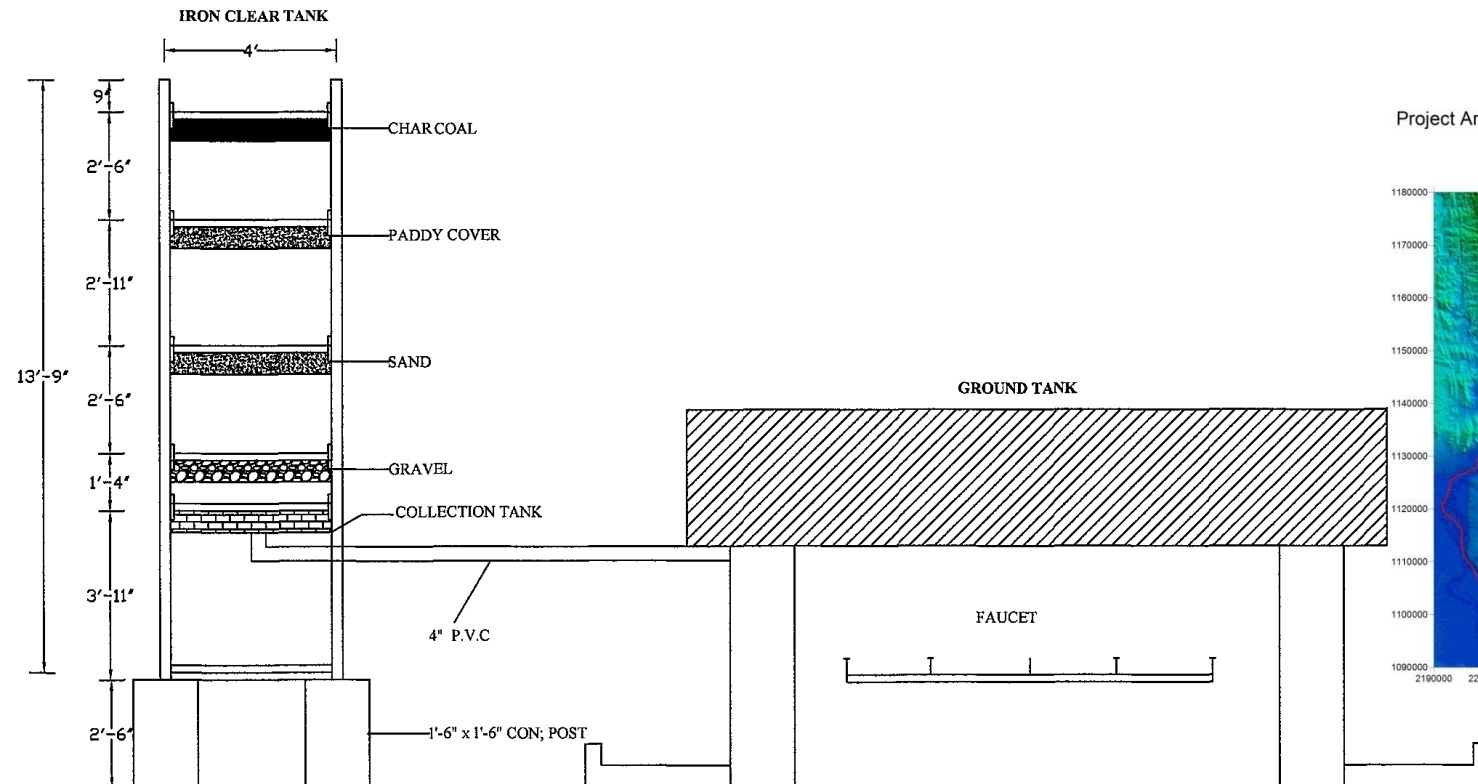 IRON CLEAR TANK
4'
9"
CHARCOAL
2'-6"
PADDY COVER
2'-11"
SAND
13'-9"
2'-6"
GROUND TANK
GRAVEL
1'-4"
COLLECTION TANK
3'-11"
FAUCET
4" P.V.C
2'-6"
1'-6" x 1'-6" CON; POST
Project Ar
1180000
1170000
1160000
1150000
1140000
1130000
1120000
1110000
1100000
1090000
2190000 22